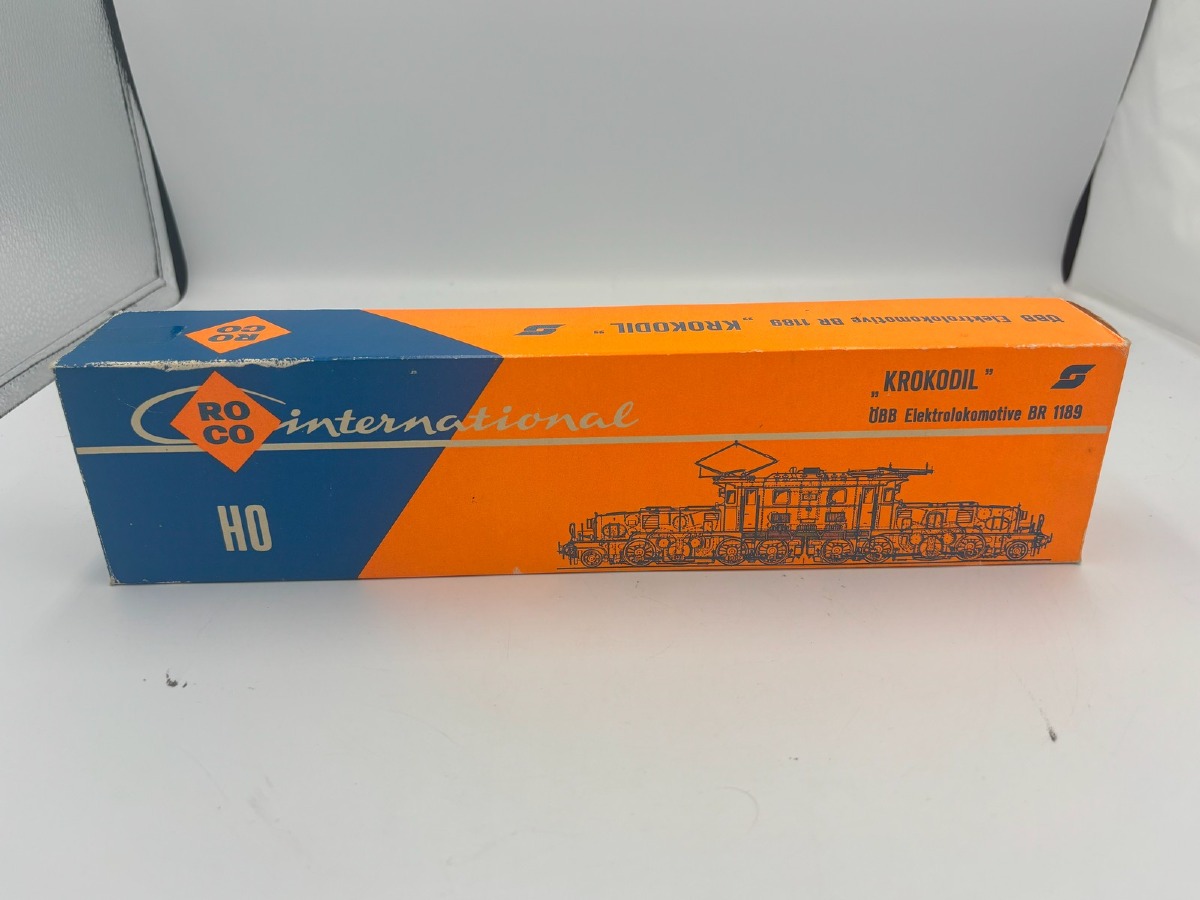 RO
CO
„KROKODIL”
ÖBB Elektrolokomotive BR 1189
RO
CO
international
„KROKODIL”
ÖBB Elektrolokomotive BR 1189
HO